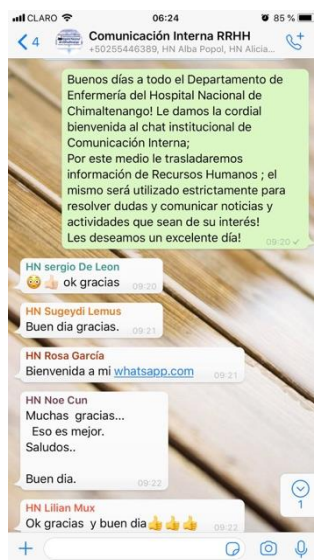 CLARO 06:24 85 %
4 Comunicación Interna RRHH
+50255446389, HN Alba Popol, HN Alicia...
Buenos días a todo el Departamento de
Enfermería del Hospital Nacional de
Chimaltenango! Le damos la cordial
bienvenida al chat institucional de
Comunicación Interna;
Por este medio le trasladaremos
información de Recursos Humanos ; el
mismo será utilizado estrictamente para
resolver dudas y comunicar noticias y
actividades que sean de su interés!
Les deseamos un excelente día! 09:20
HN sergio De Leon
😳👍 ok gracias 09:20
HN Sugeydi Lemus
Buen dia gracias. 09:21
HN Rosa García
Bienvenida a mi whatsapp.com 09:21
HN Noe Cun
Muchas gracias...
Eso es mejor.
Saludos..
Buen día. 09:22
1
HN Lilian Mux
Ok gracias y buen dia👍👍👍 09:22